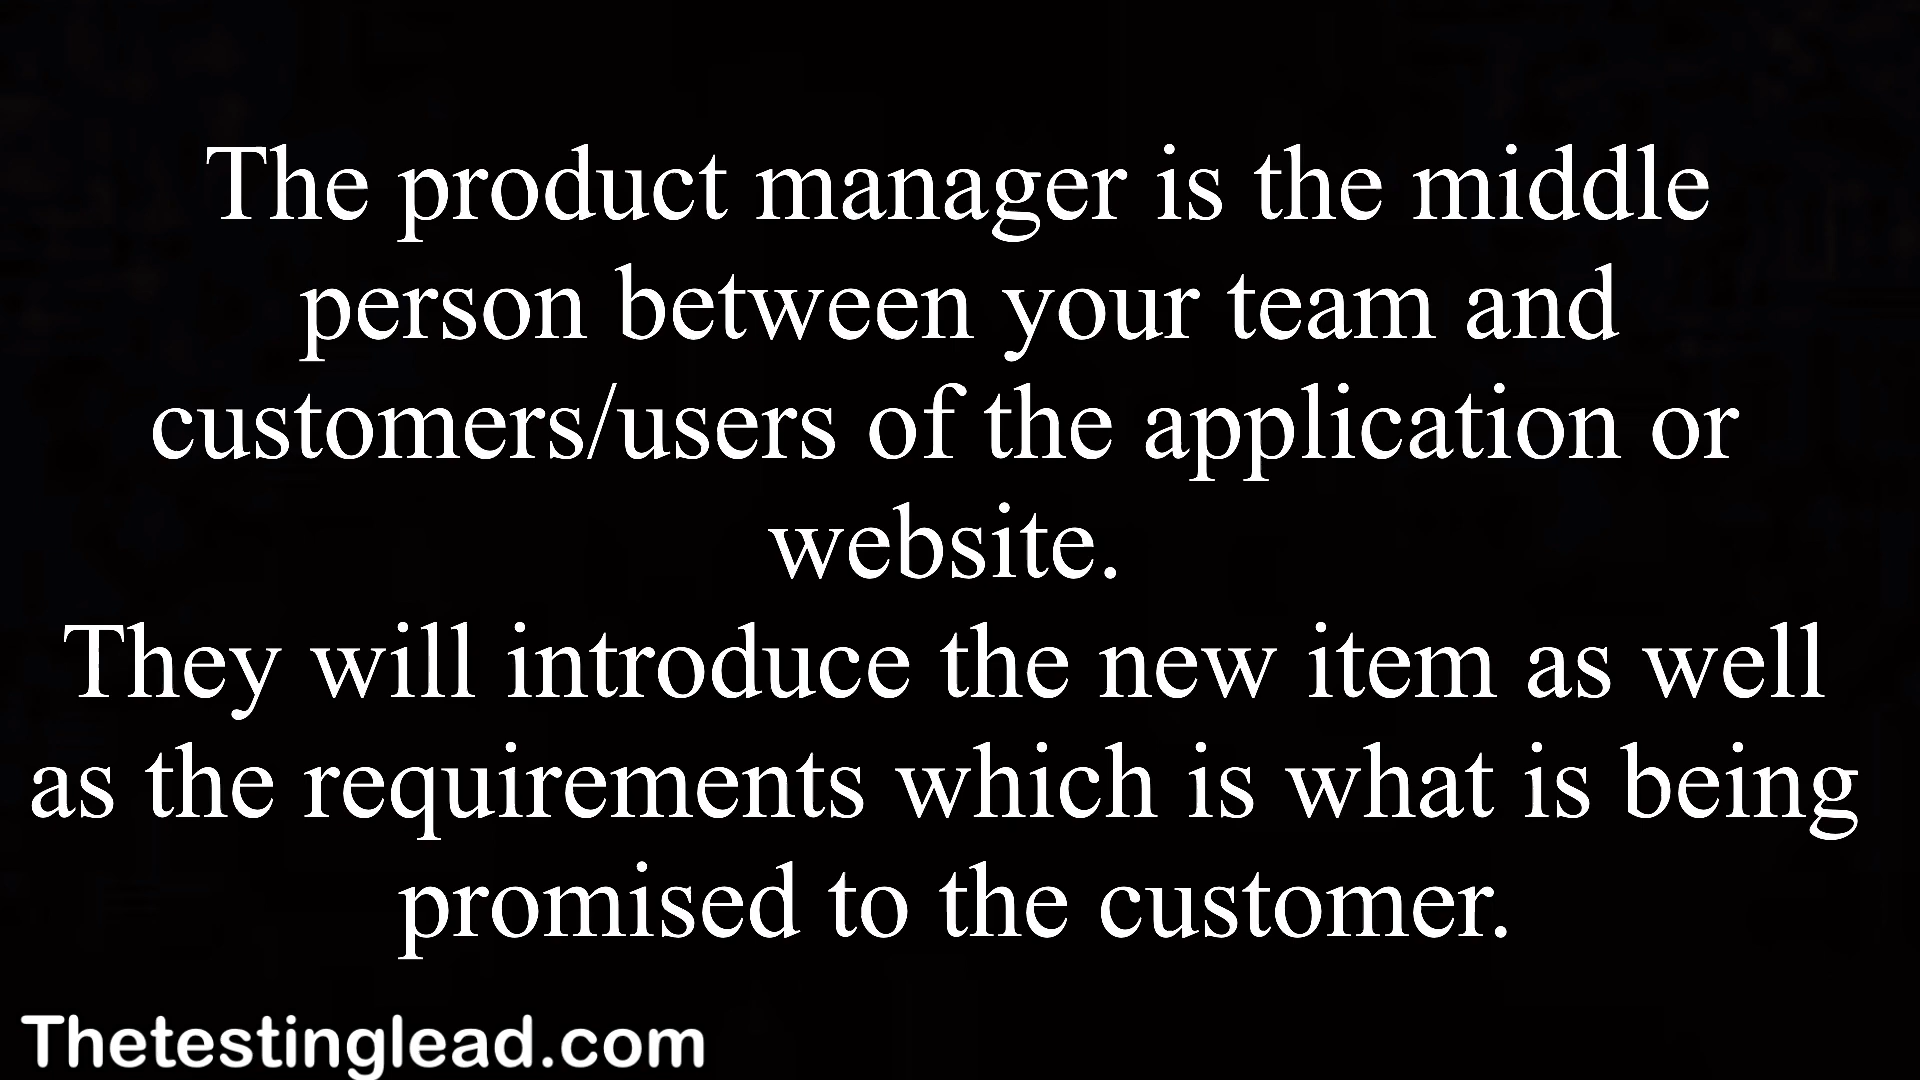 The product manager is the middle
person between your team and
customers/users of the application or
website.
They will introduce the new item as well
as the requirements which is what is being
promised to the customer.
Thetestinglead.com